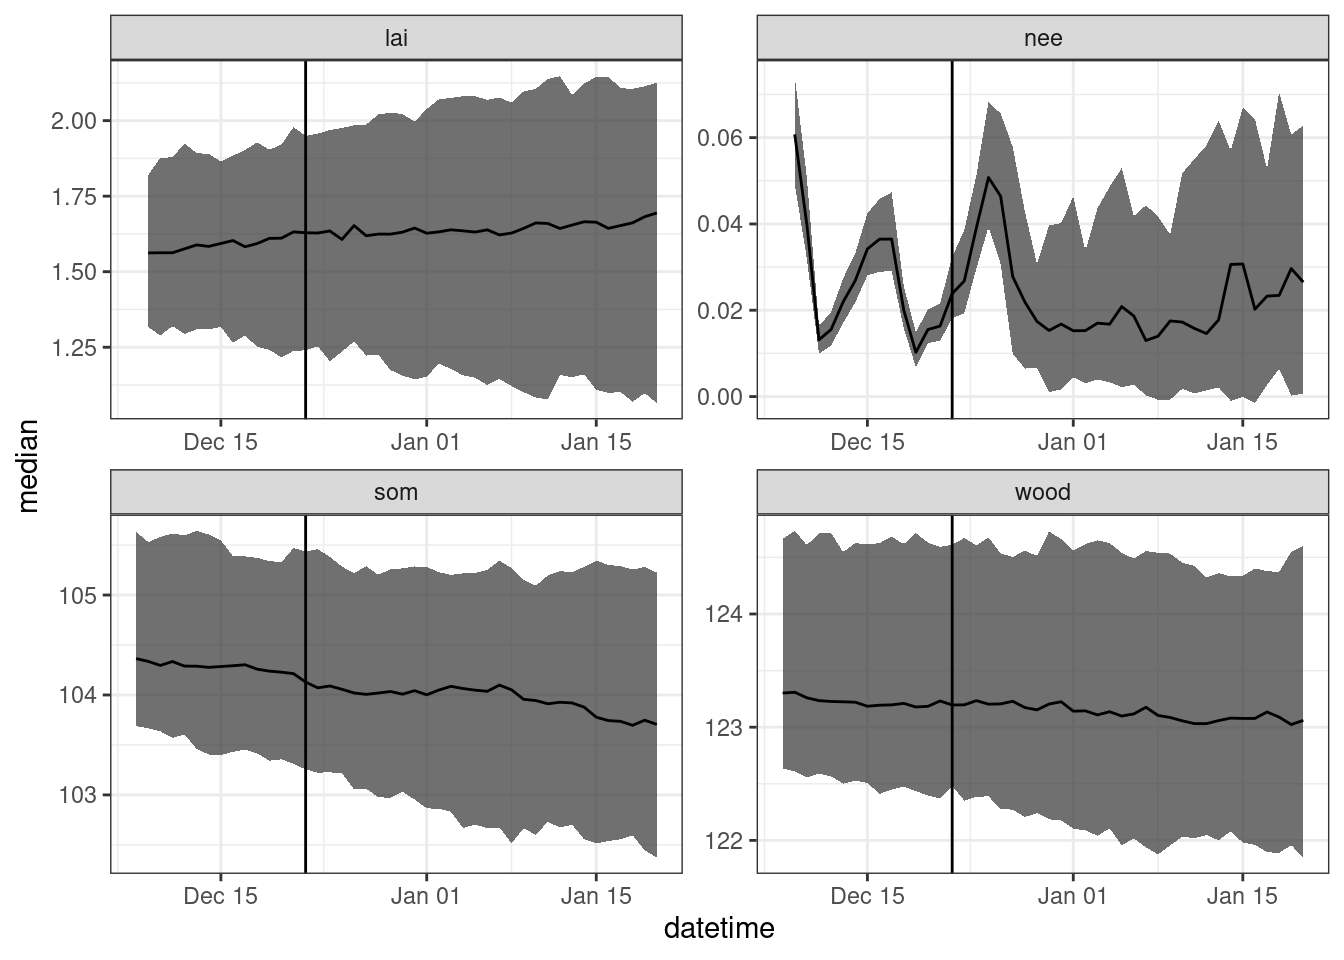 lai
nee
2.00
1.75
1.50
1.25
0.06
0.04
0.02
0.00
Dec 15 Jan 01 Jan 15
Dec 15 Jan 01 Jan 15
median
som
wood
105
104
103
124
123
122
Dec 15 Jan 01 Jan 15
Dec 15 Jan 01 Jan 15
datetime